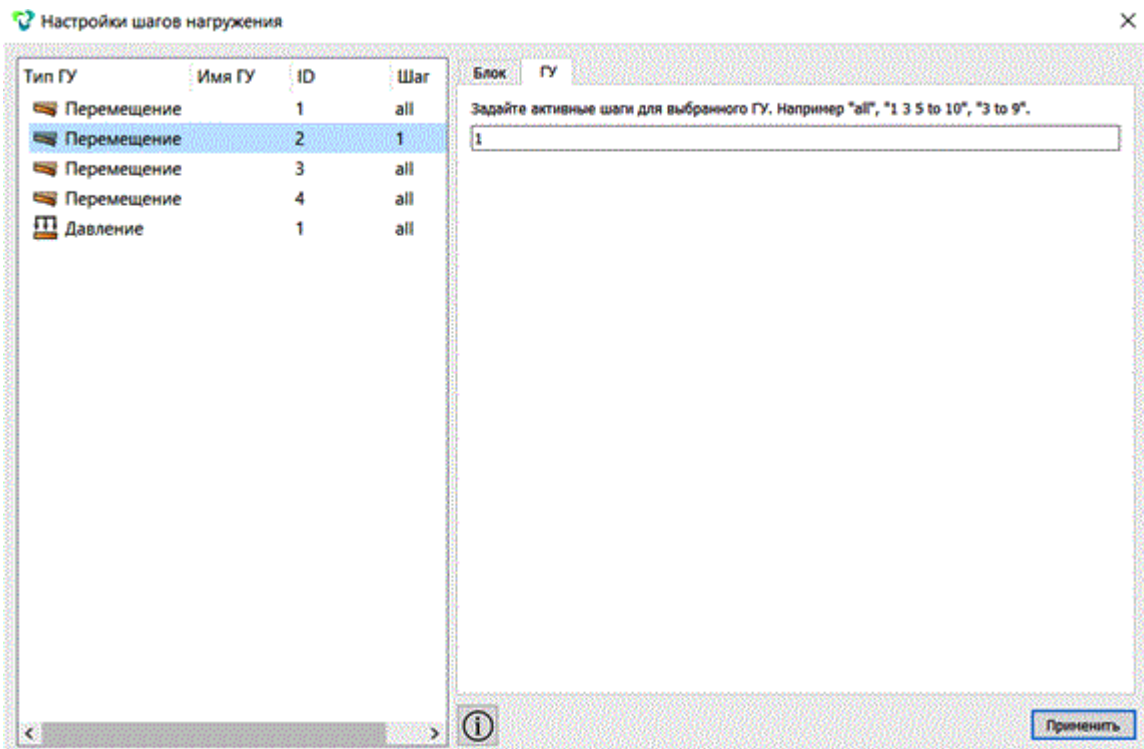 Настройки шагов нагружения
Тип ГУ Имя ГУ ID Шаг
Перемещение 1 all
Перемещение 2 1
Перемещение 3 all
Перемещение 4 all
Давление 1 all
Блок ГУ
Задайте активные шаги для выбранного ГУ. Например "all", "1 3 5 to 10", "3 to 9".
1
Применить